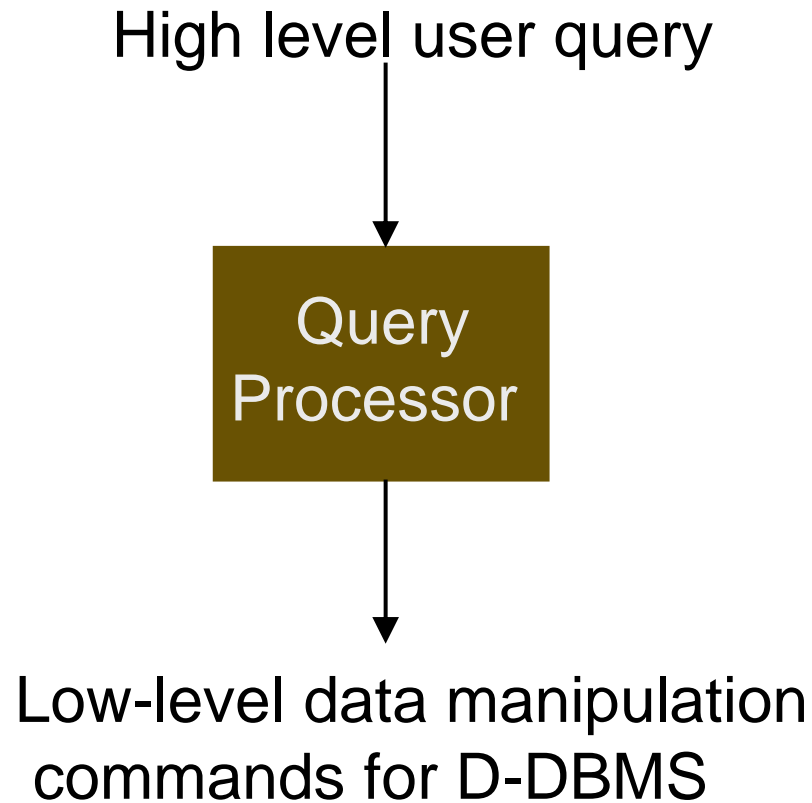 High level user query
Query
Processor
Low-level data manipulation
commands for D-DBMS